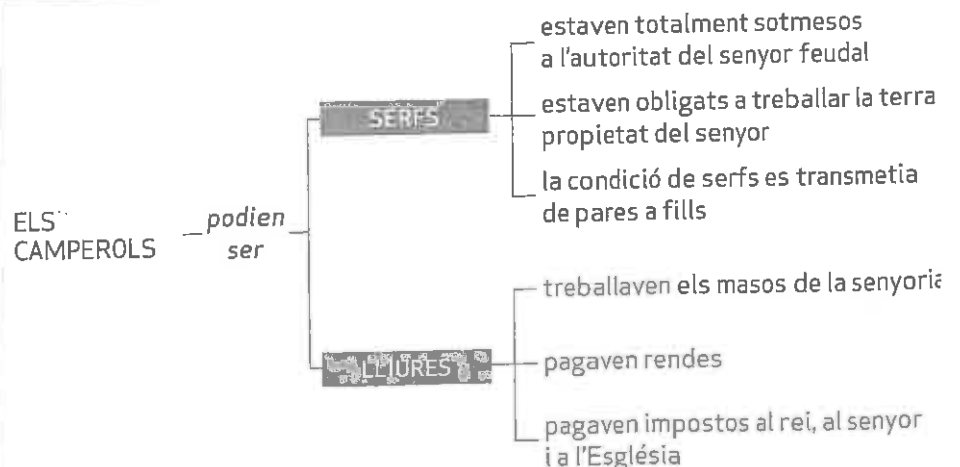 ELS
CAMPEROLS
podien
ser
SERFS
estaven totalment sotmesos
a l'autoritat del senyor feudal
estaven obligats a treballar la terra
propietat del senyor
la condició de serfs es transmetia
de pares a fills
LLIURES
treballaven els masos de la senyoria
pagaven rendes
pagaven impostos al rei, al senyor
i a l'Església